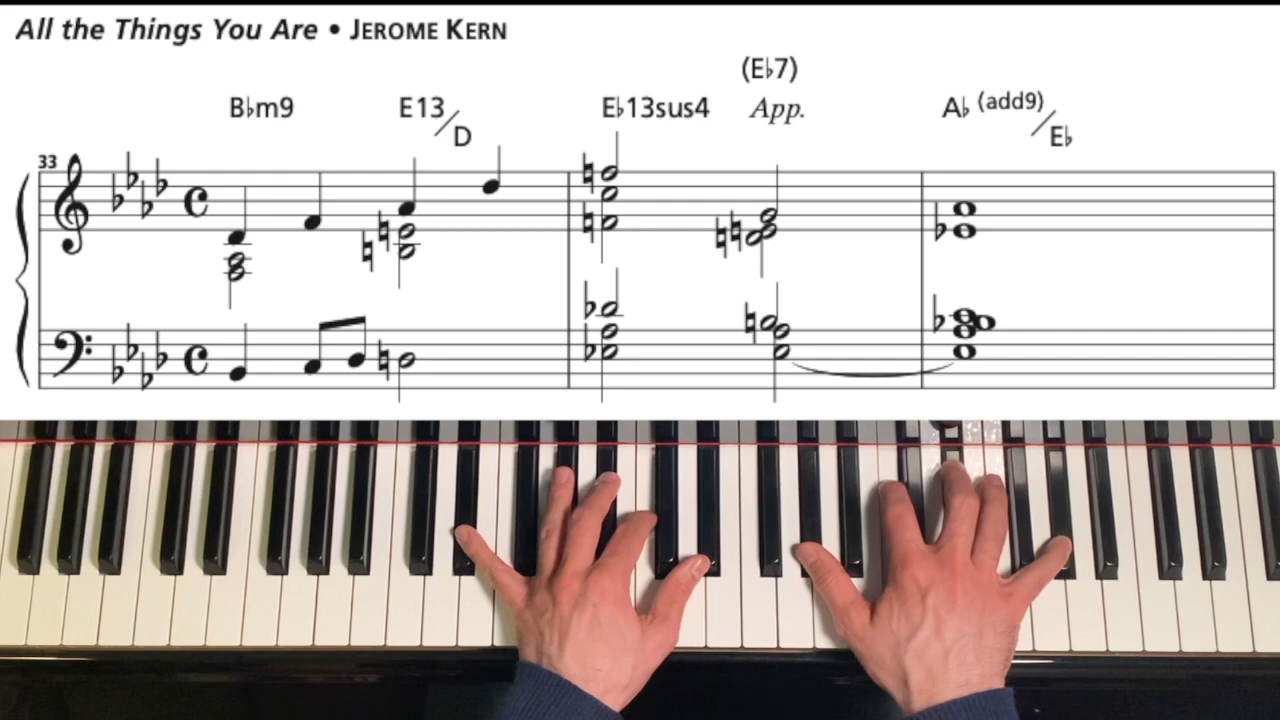 All the Things You Are • JEROME KERN
(E♭7)
B♭m9 E13/D E♭13sus4 App. A♭(add9)/E♭
33